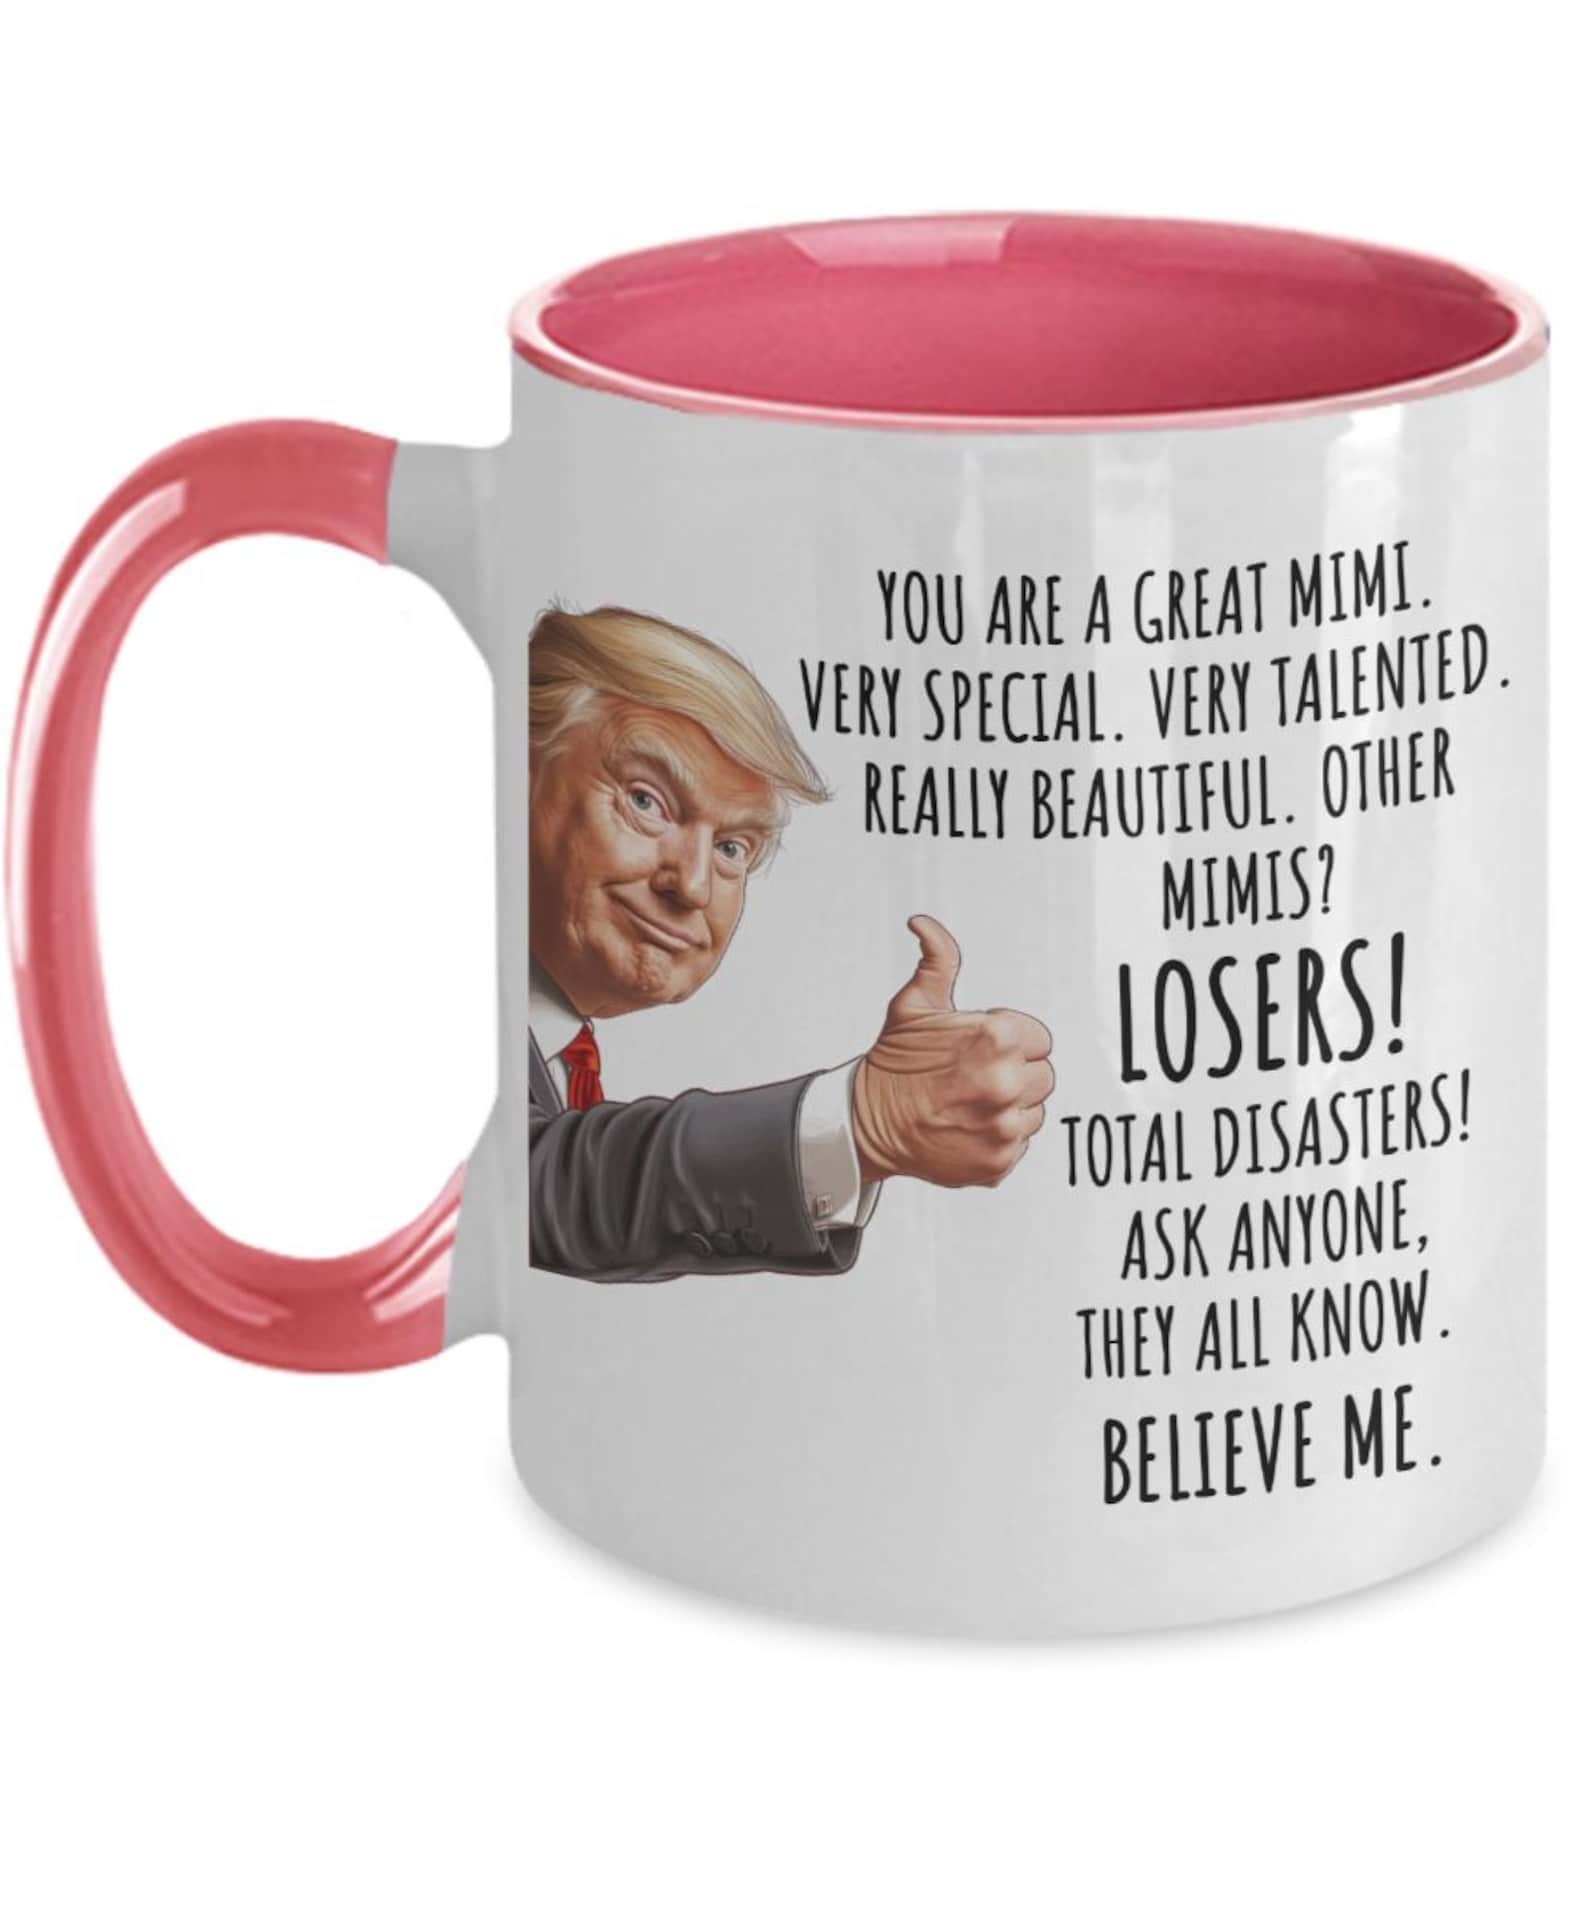 YOU ARE A GREAT MIMI.
VERY SPECIAL. VERY TALENTED.
REALLY BEAUTIFUL. OTHER
MIMIS?
LOSERS!
TOTAL DISASTERS!
ASK ANYONE,
THEY ALL KNOW.
BELIEVE ME.